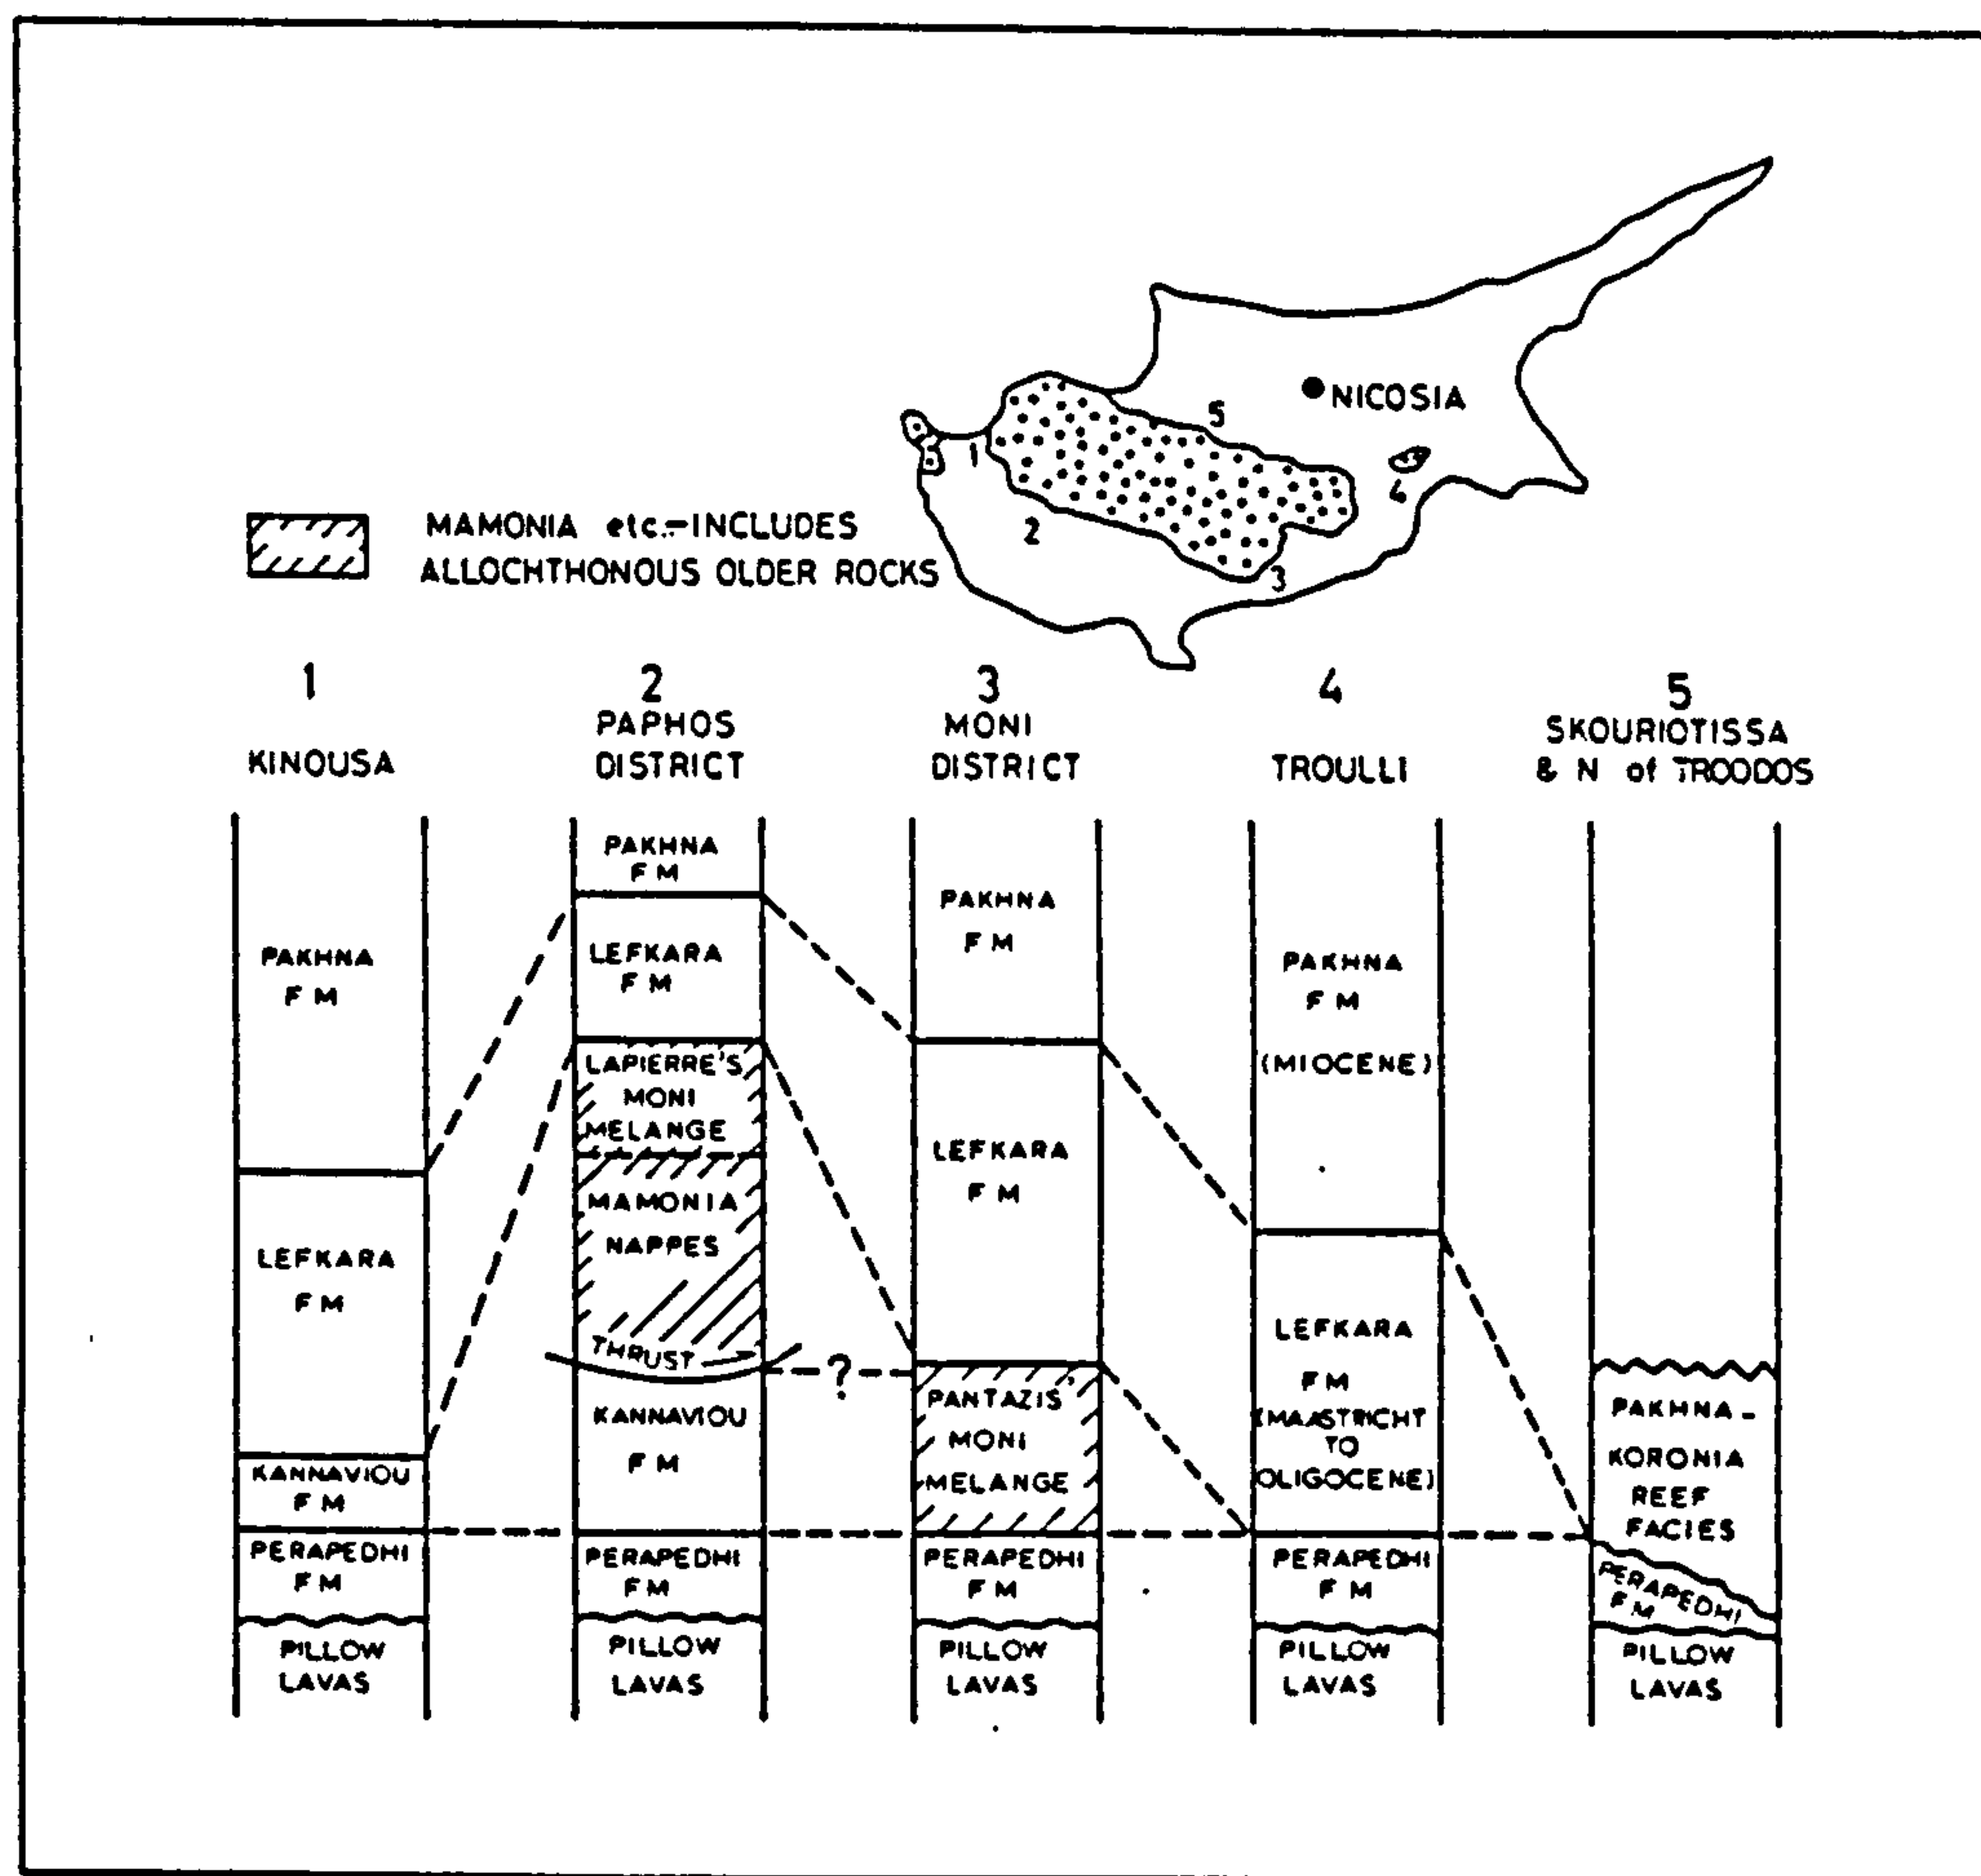 NICOSIA
5
1
4
2
3
MAMONIA etc.-INCLUDES
ALLOCHTHONOUS OLDER ROCKS
1
KINOUSA
2
PAPHOS
DISTRICT
3
MONI
DISTRICT
4
TROULLI
5
SKOURIOTISSA
& N of TROODOS
PAKHNA
FM
LEFKARA
FM
KANNAVIOU
FM
PERAPEDHI
FM
PILLOW
LAVAS
PAKHNA
FM
LEFKARA
FM
LAPIERRE'S
MONI
MELANGE
MAMONIA
NAPPES
THRUST
KANNAVIOU
FM
PERAPEDHI
FM
PILLOW
LAVAS
?
PAKHNA
FM
LEFKARA
FM
PANTAZIS'
MONI
MELANGE
PERAPEDHI
FM
PILLOW
LAVAS
PAKHNA
FM
(MIOCENE)
LEFKARA
FM
(MAASTRICHT
TO
OLIGOCENE)
PERAPEDHI
FM
PILLOW
LAVAS
PAKHNA-
KORONIA
REEF
FACIES
PERAPEDHI
FM
PILLOW
LAVAS